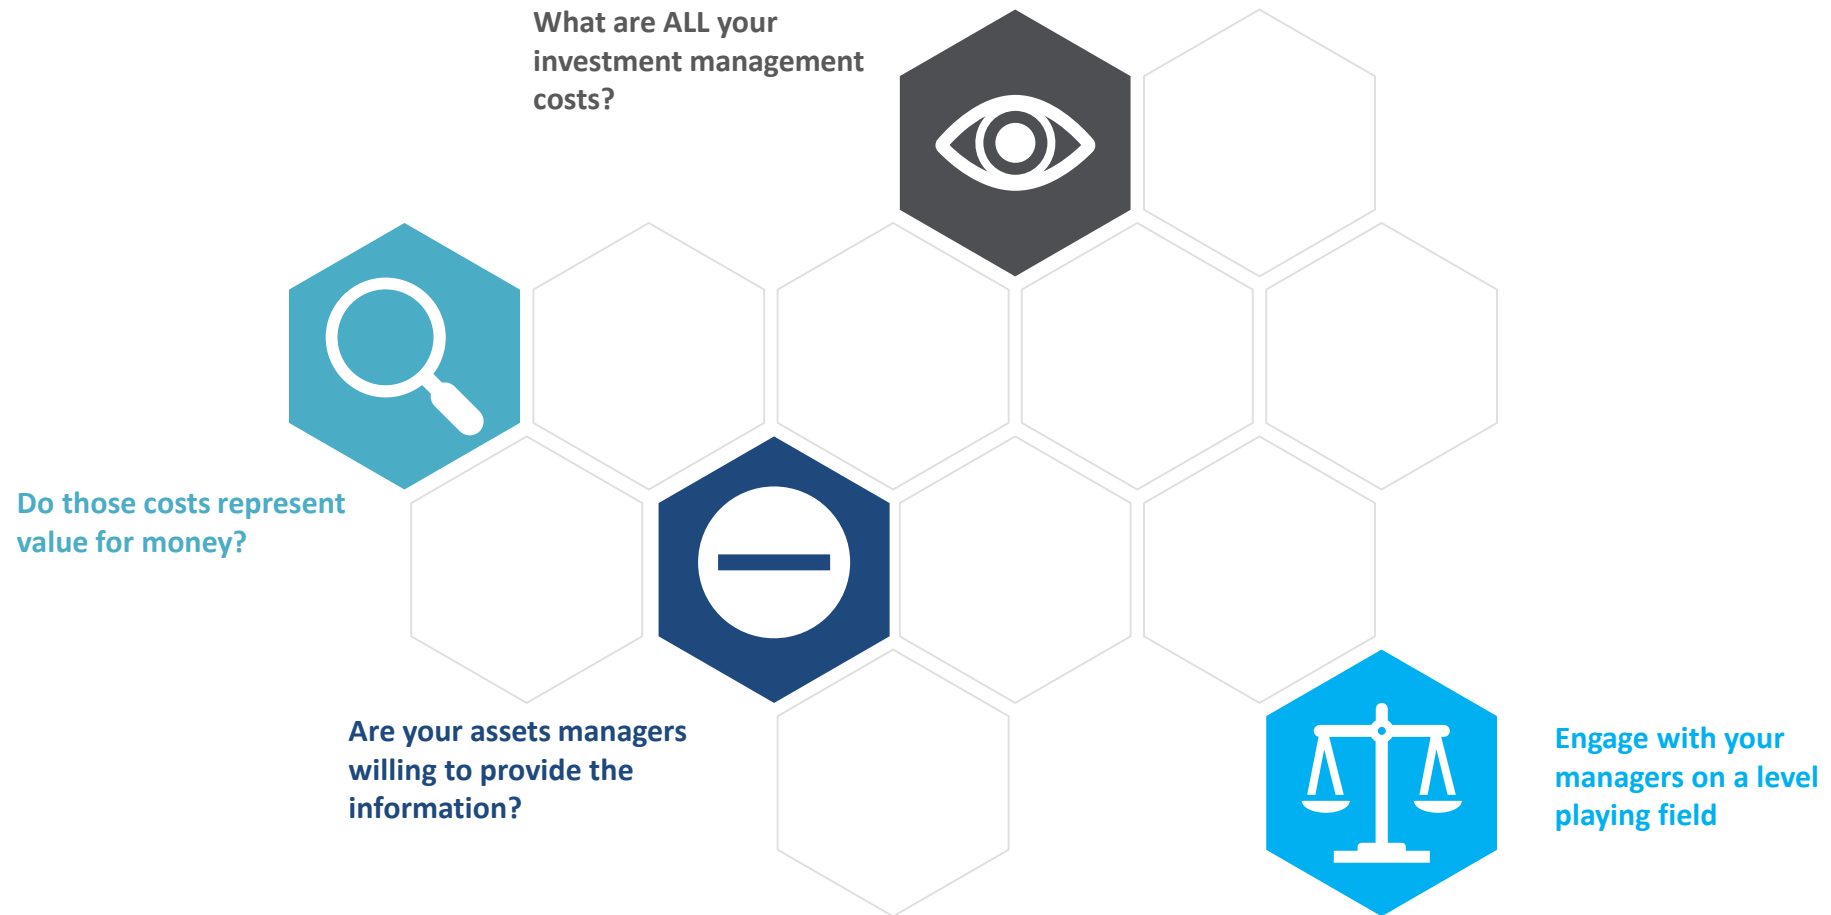 What are ALL your
investment management
costs?
Do those costs represent
value for money?
Are your assets managers
willing to provide the
information?
Engage with your
managers on a level
playing field